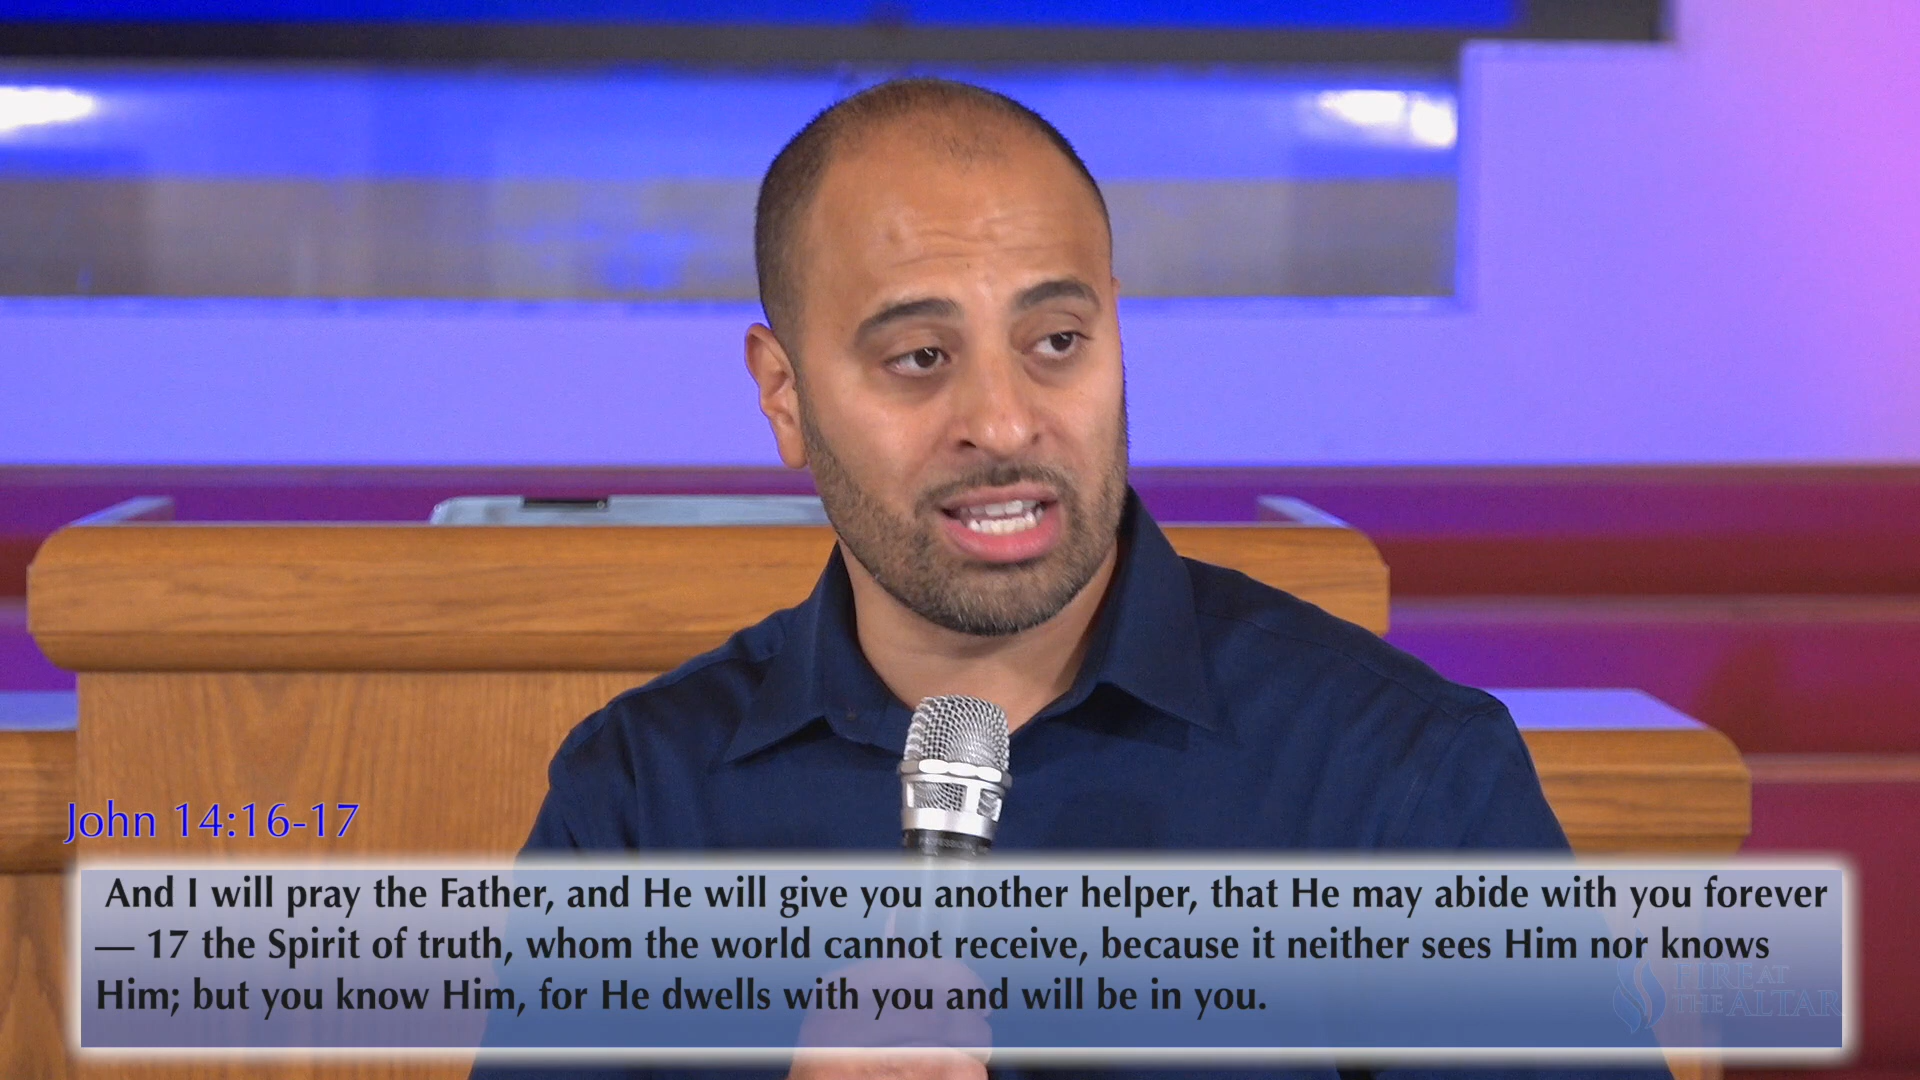 PROFESSIONAL
John 14:16-17
And I will pray the Father, and He will give you another helper, that He may abide with you forever
— 17 the Spirit of truth, whom the world cannot receive, because it neither sees Him nor knows
Him; but you know Him, for He dwells with you and will be in you.
FIRE AT
THE ALTAR